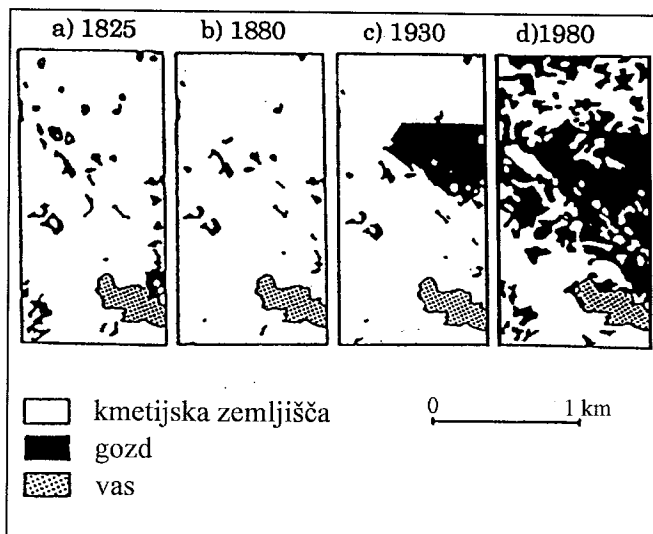 a) 1825 b) 1880 c) 1930 d)1980
kmetijska zemljišča
0 1 km
gozd
vas